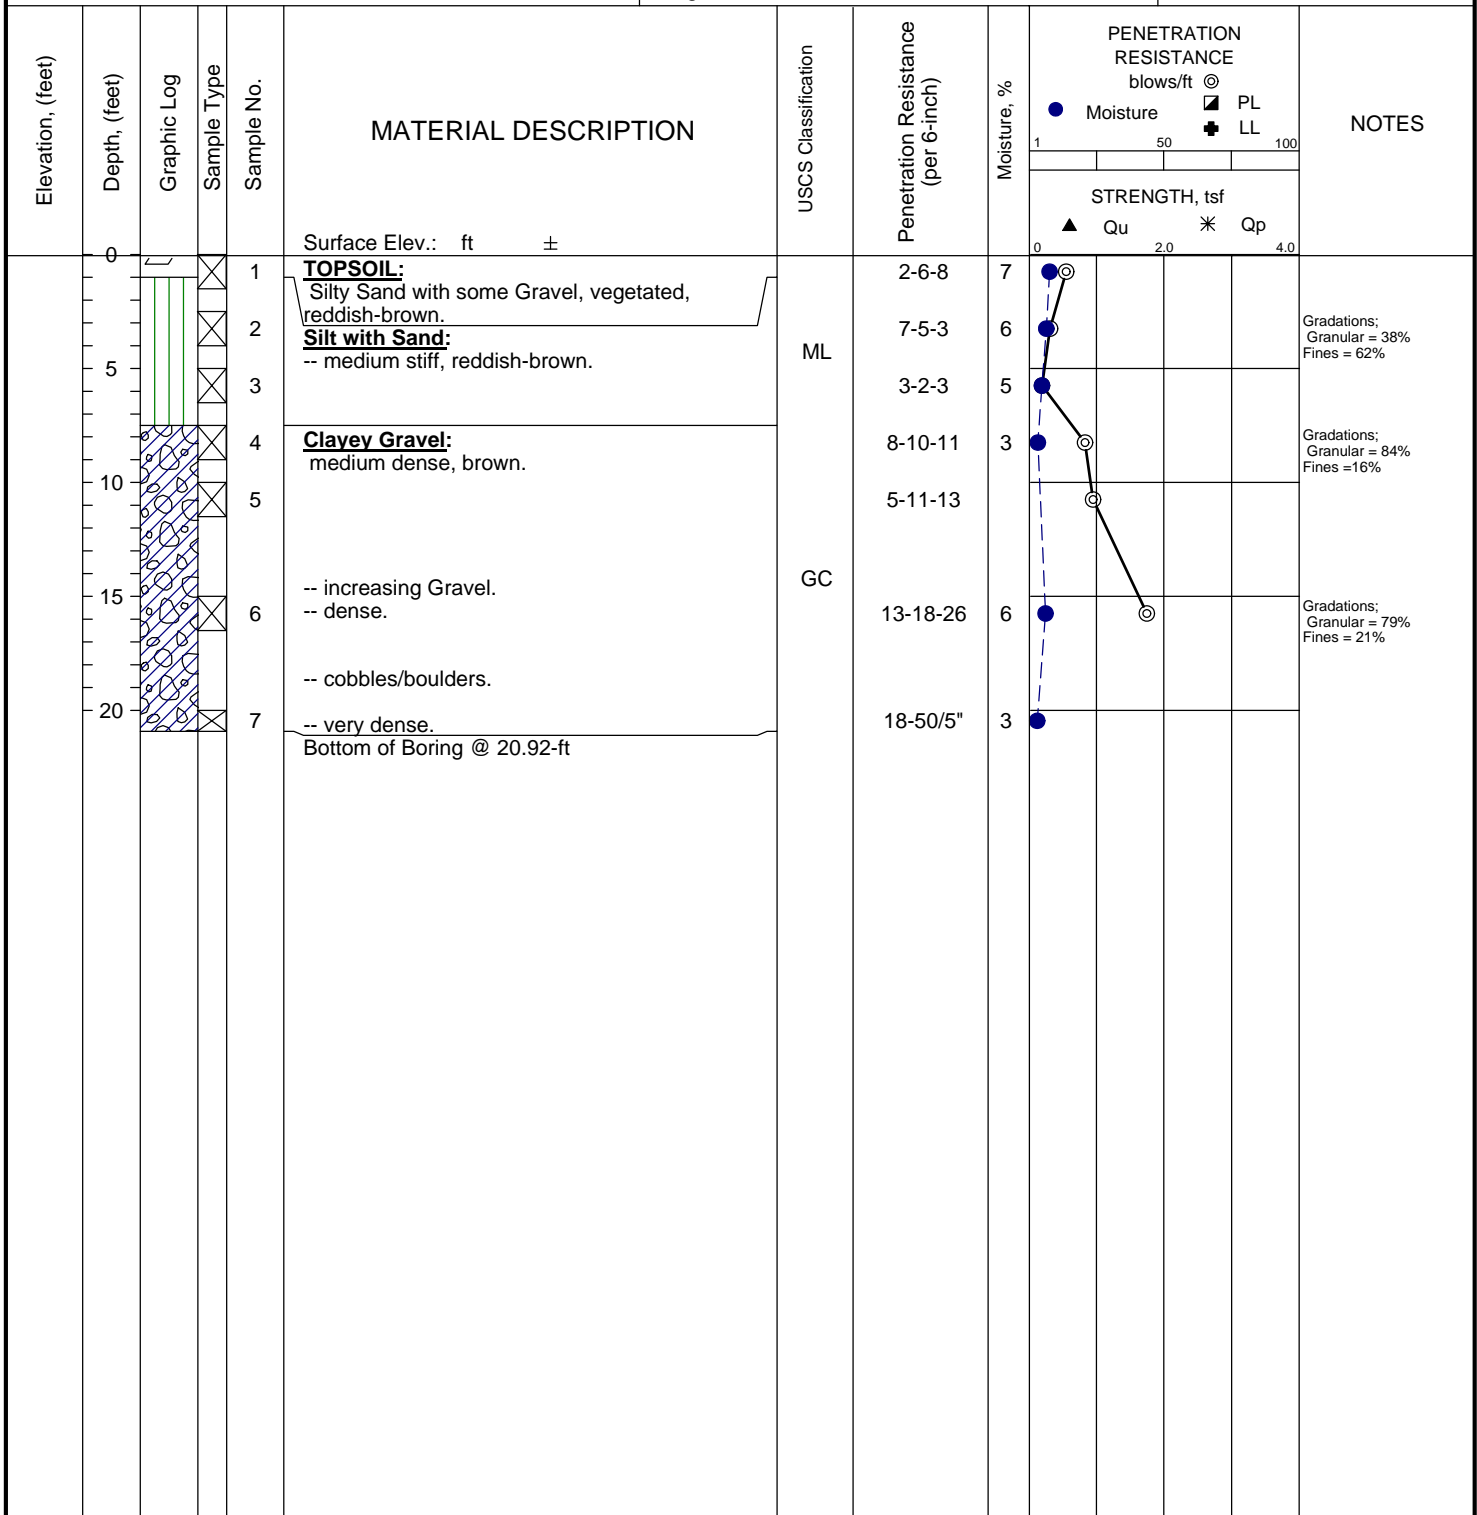 Elevation, (feet)
Depth, (feet)
Graphic Log
Sample Type
Sample No.
MATERIAL DESCRIPTION
Surface Elev.: ft ±
USCS Classification
Penetration Resistance
(per 6-inch)
Moisture, %
PENETRATION
RESISTANCE
blows/ft
Moisture
PL
LL
1 50 100
STRENGTH, tsf
Qu Qp
0 2.0 4.0
NOTES
0
1 TOPSOIL: 2-6-8 7
Silty Sand with some Gravel, vegetated,
reddish-brown.
2 Silt with Sand: 7-5-3 6
-- medium stiff, reddish-brown.
ML
Gradations;
Granular = 38%
Fines = 62%
5
3 3-2-3 5
4 Clayey Gravel: 8-10-11 3
medium dense, brown.
Gradations;
Granular = 84%
Fines =16%
10
5 5-11-13
GC
-- increasing Gravel.
15
6 -- dense. 13-18-26 6
Gradations;
Granular = 79%
Fines = 21%
-- cobbles/boulders.
20
7 -- very dense. 18-50/5" 3
Bottom of Boring @ 20.92-ft